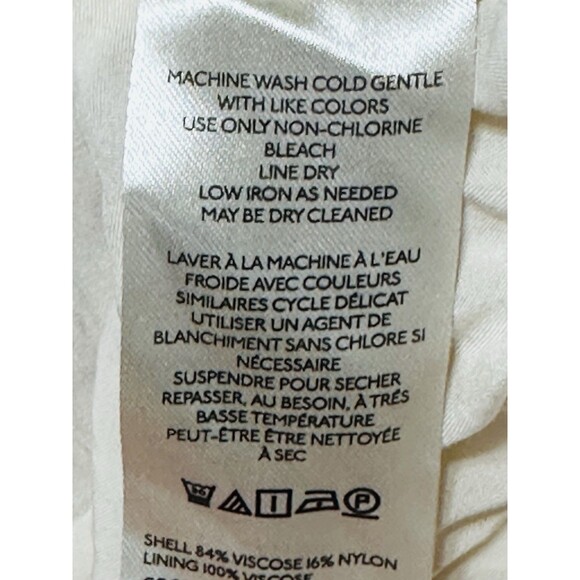 MACHINE WASH COLD GENTLE
WITH LIKE COLORS
USE ONLY NON-CHLORINE
BLEACH
LINE DRY
LOW IRON AS NEEDED
MAY BE DRY CLEANED
LAVER À LA MACHINE À L'EAU
FROIDE AVEC COULEURS
SIMILAIRES CYCLE DÉLICAT
UTILISER UN AGENT DE
BLANCHIMENT SANS CHLORE SI
NÉCESSAIRE
SUSPENDRE POUR SECHER
REPASSER, AU BESOIN, À TRÉS
BASSE TEMPÉRATURE
PEUT-ÊTRE ÊTRE NETTOYÉE
À SEC
P
SHELL 84% VISCOSE 16% NYLON
LINING 100% VISCOSE